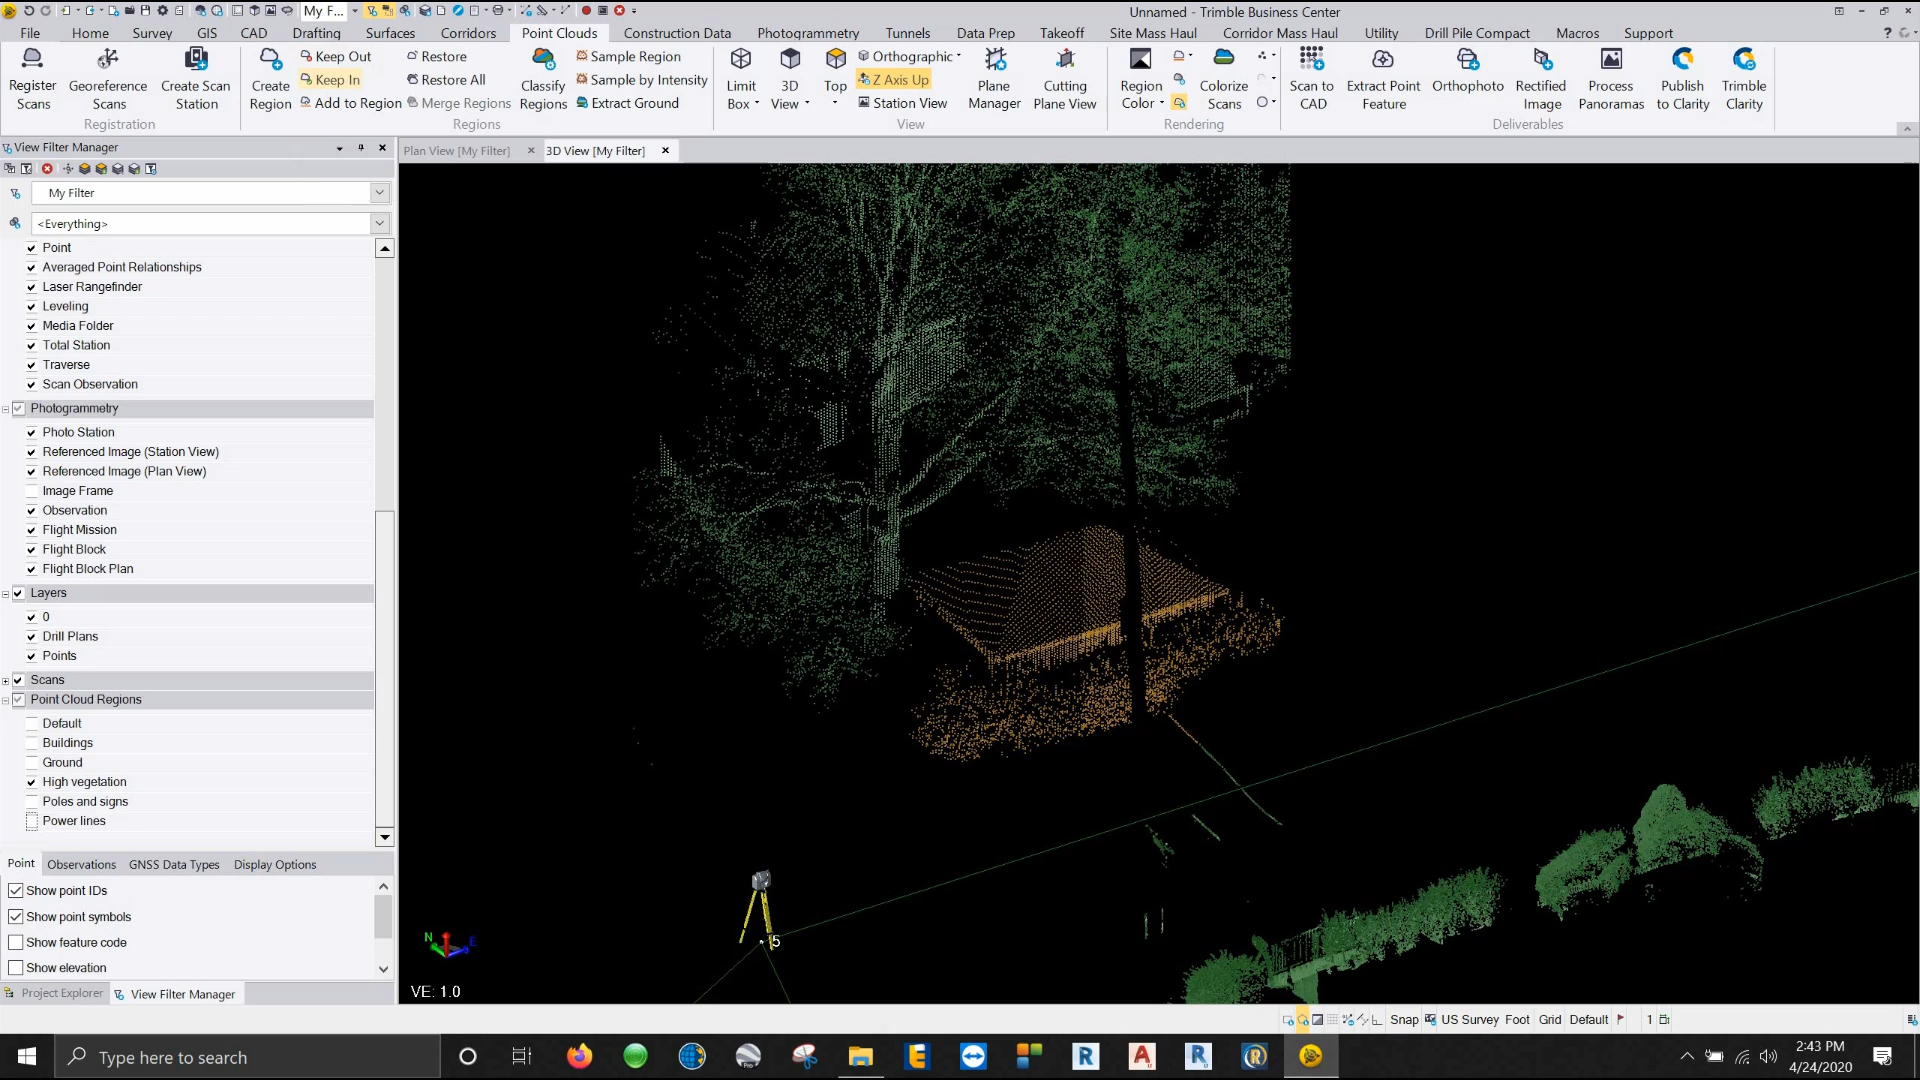 My F...
Unnamed - Trimble Business Center
File Home Survey GIS CAD Drafting Surfaces Corridors Point Clouds Construction Data Photogrammetry Tunnels Data Prep Takeoff Site Mass Haul Corridor Mass Haul Utility Drill Pile Compact Macros Support
Register Scans
Georeference Scans
Create Scan Station
Registration
Create Region
Keep Out
Keep In
Add to Region
Restore
Restore All
Merge Regions
Classify Regions
Sample Region
Sample by Intensity
Extract Ground
Regions
Limit Box
3D View
Top
Orthographic
Z Axis Up
Station View
Plane Manager
Cutting Plane View
View
Region Color
Colorize Scans
Rendering
Scan to CAD
Extract Point Feature
Orthophoto
Rectified Image
Process Panoramas
Publish to Clarity
Trimble Clarity
Deliverables
View Filter Manager
Plan View [My Filter]
3D View [My Filter]
My Filter
<Everything>
Point
Averaged Point Relationships
Laser Rangefinder
Leveling
Media Folder
Total Station
Traverse
Scan Observation
Photogrammetry
Photo Station
Referenced Image (Station View)
Referenced Image (Plan View)
Image Frame
Observation
Flight Mission
Flight Block
Flight Block Plan
Layers
0
Drill Plans
Points
Scans
Point Cloud Regions
Default
Buildings
Ground
High vegetation
Poles and signs
Power lines
Point Observations GNSS Data Types Display Options
Show point IDs
Show point symbols
Show feature code
Show elevation
Project Explorer View Filter Manager
N E
5
VE: 1.0
Snap US Survey Foot Grid Default 1
Type here to search
2:43 PM
4/24/2020